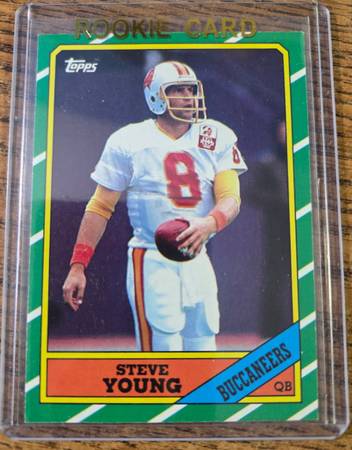 ROOKIE CARD
Topps
8
STEVE
YOUNG
BUCCANEERS
QB